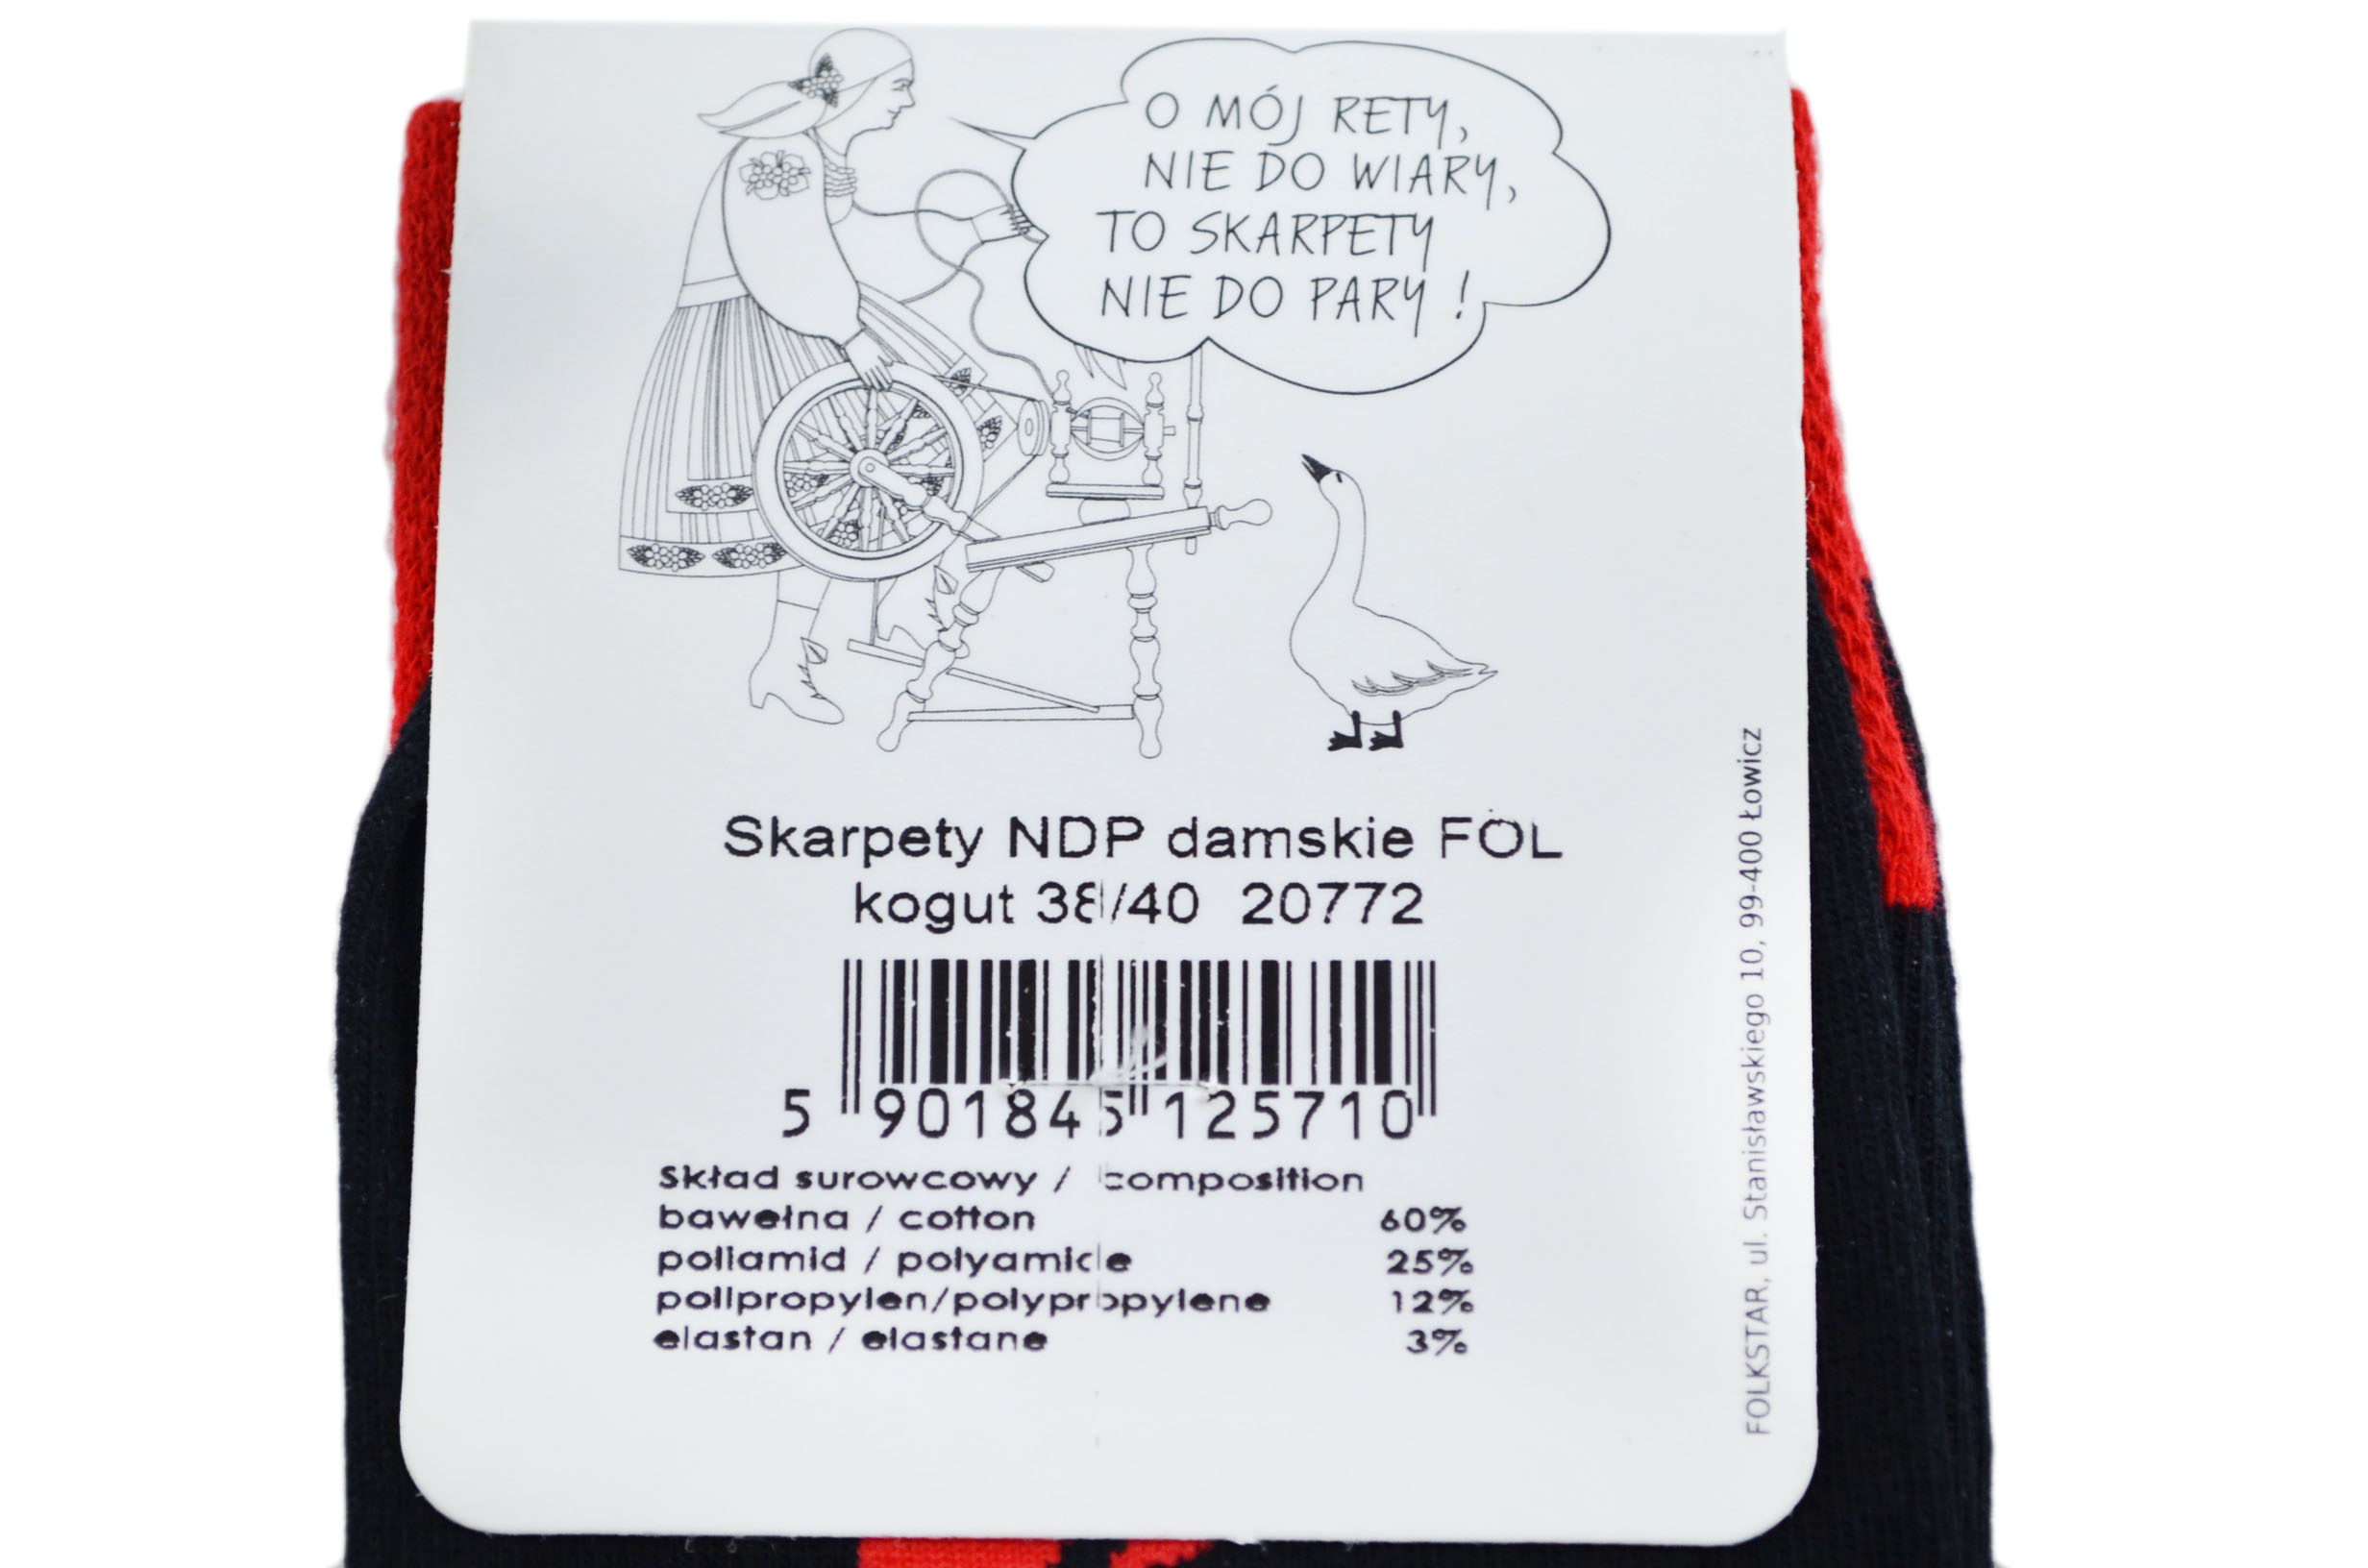 O MÓJ RETY,
NIE DO WIARY,
TO SKARPETY
NIE DO PARY !
Skarpety NDP damskie FOL
kogut 38/40 20772
5 901845 125710
Skład surowcowy / composition
bawełna / cotton 60%
poliamid / polyamide 25%
polipropylen/polypropylene 12%
elastan / elastane 3%
FOLKSTAR, ul. Stanisławskiego 10, 99-400 Łowicz